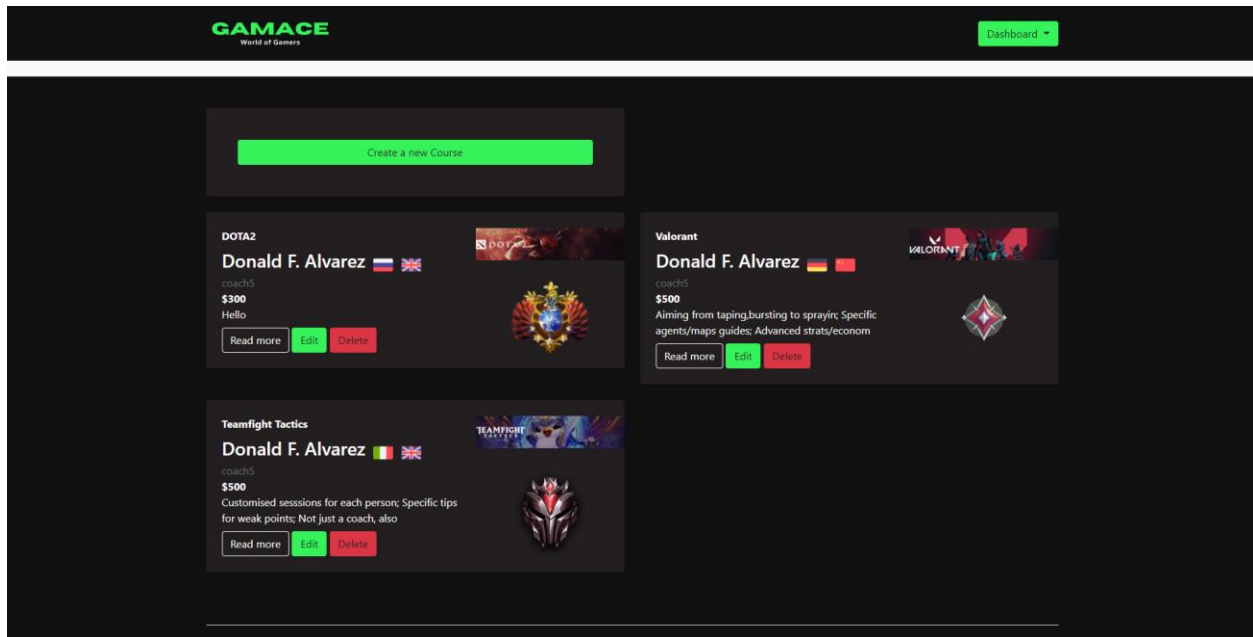 GAMACE
World of Gamers
Dashboard
Create a new Course
DOTA2
DOTA2
Donald F. Alvarez
coach5
$300
Hello
Read more Edit Delete
Valorant
VALORANT
Donald F. Alvarez
coach5
$500
Aiming from taping,bursting to sprayin; Specific
agents/maps guides; Advanced strats/econom
Read more Edit Delete
Teamfight Tactics
TEAMFIGHT
TACTICS
Donald F. Alvarez
coach5
$500
Customised sesssions for each person; Specific tips
for weak points; Not just a coach, also
Read more Edit Delete